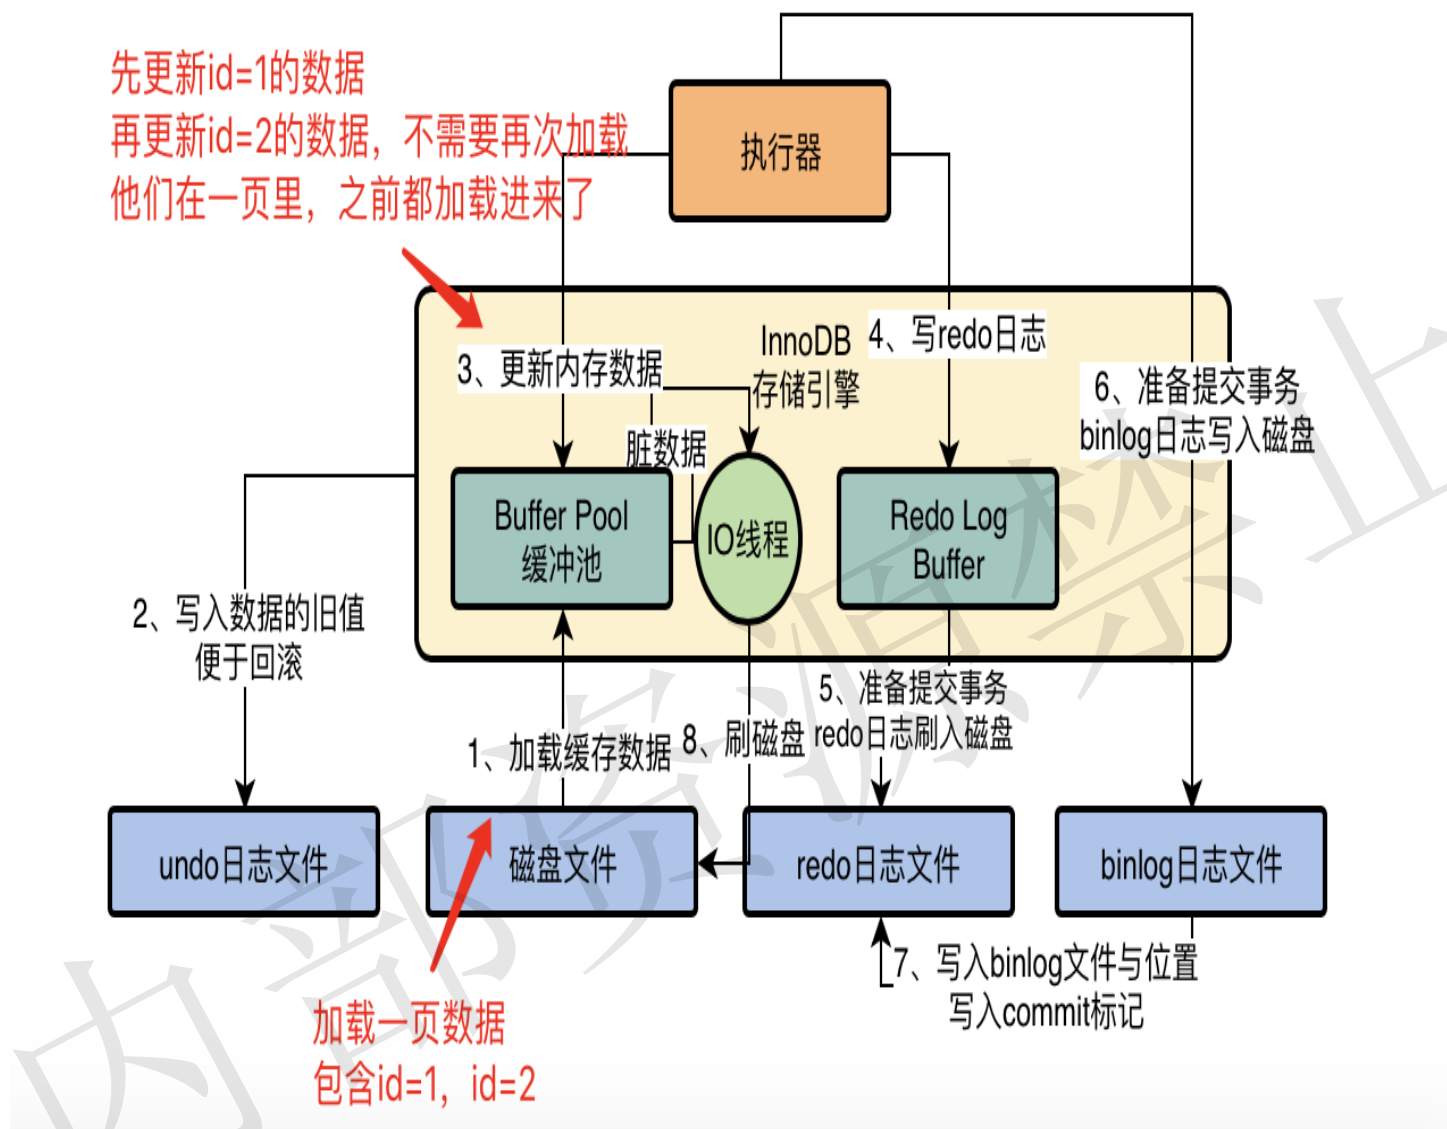 先更新id=1的数据
再更新id=2的数据，不需要再次加载
他们在一页里，之前都加载进来了
执行器
InnoDB
存储引擎
4、写redo日志
3、更新内存数据
6、准备提交事务
binlog日志写入磁盘
脏数据
Buffer Pool
缓冲池
IO线程
Redo Log
Buffer
2、写入数据的旧值
便于回滚
5、准备提交事务
redo日志刷入磁盘
1、加载缓存数据
8、刷磁盘
undo日志文件
磁盘文件
redo日志文件
binlog日志文件
7、写入binlog文件与位置
写入commit标记
加载一页数据
包含id=1，id=2
内部资源禁止